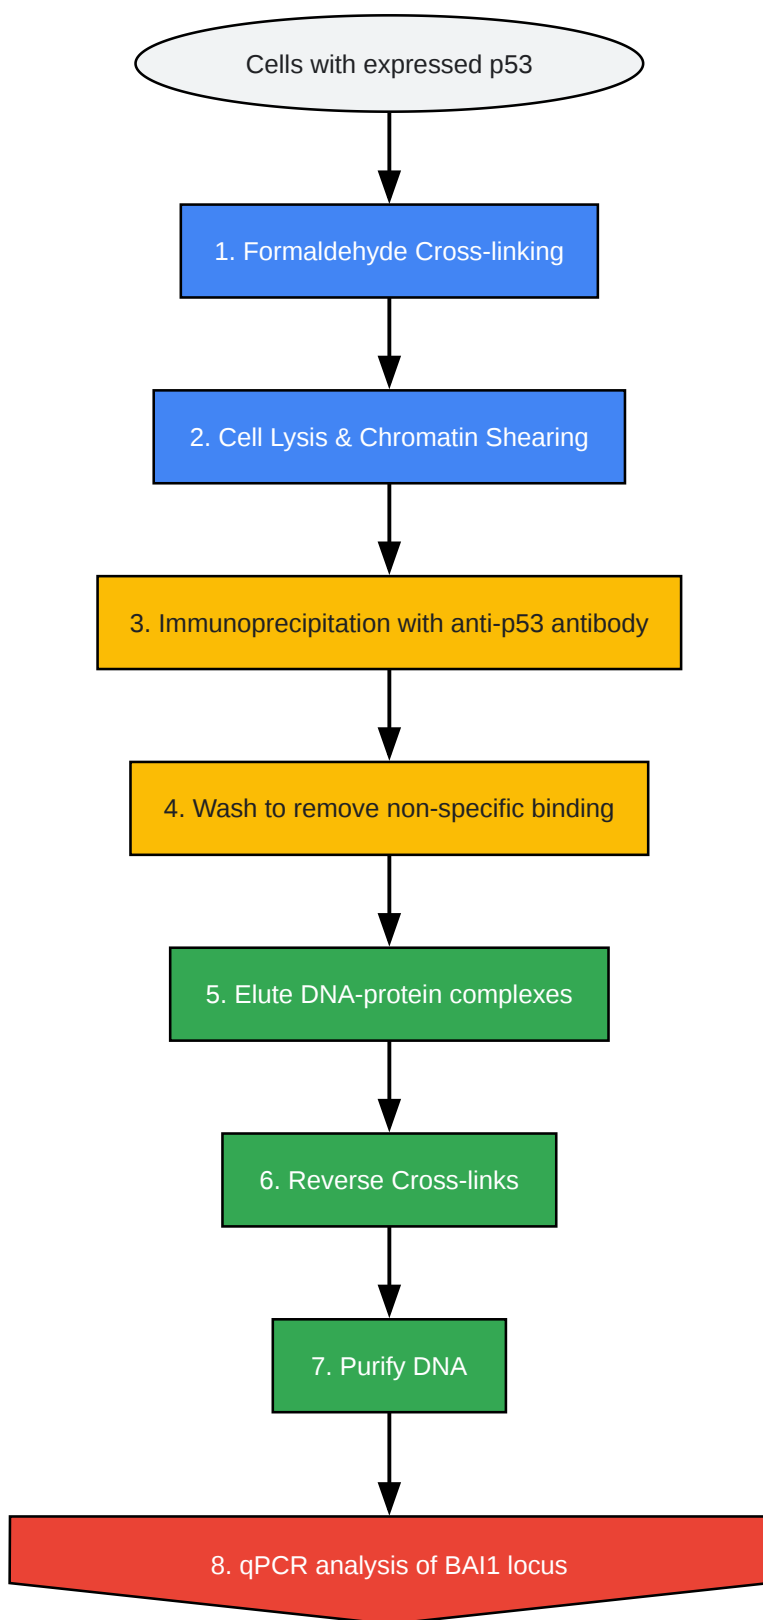 Cells with expressed p53
1. Formaldehyde Cross-linking
2. Cell Lysis & Chromatin Shearing
3. Immunoprecipitation with anti-p53 antibody
4. Wash to remove non-specific binding
5. Elute DNA-protein complexes
6. Reverse Cross-links
7. Purify DNA
8. qPCR analysis of BAI1 locus